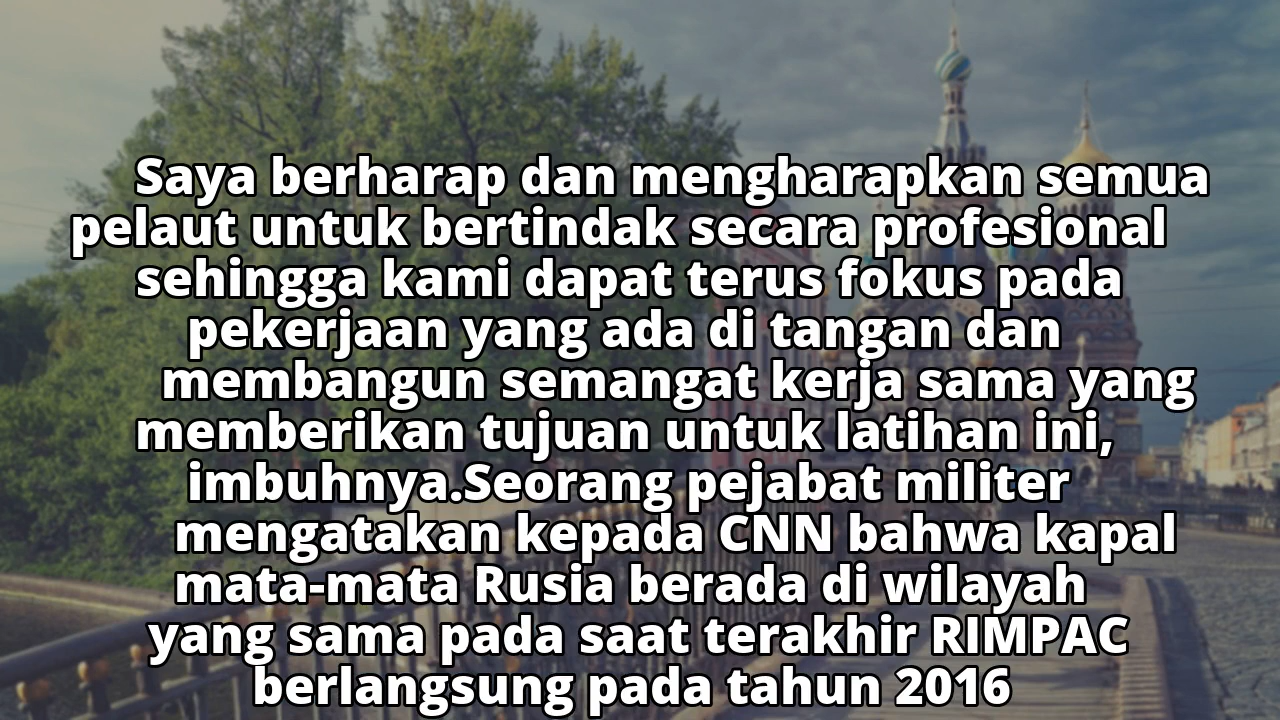 Saya berharap dan mengharapkan semua
pelaut untuk bertindak secara profesional
sehingga kami dapat terus fokus pada
pekerjaan yang ada di tangan dan
membangun semangat kerja sama yang
memberikan tujuan untuk latihan ini,
imbuhnya.Seorang pejabat militer
mengatakan kepada CNN bahwa kapal
mata-mata Rusia berada di wilayah
yang sama pada saat terakhir RIMPAC
berlangsung pada tahun 2016